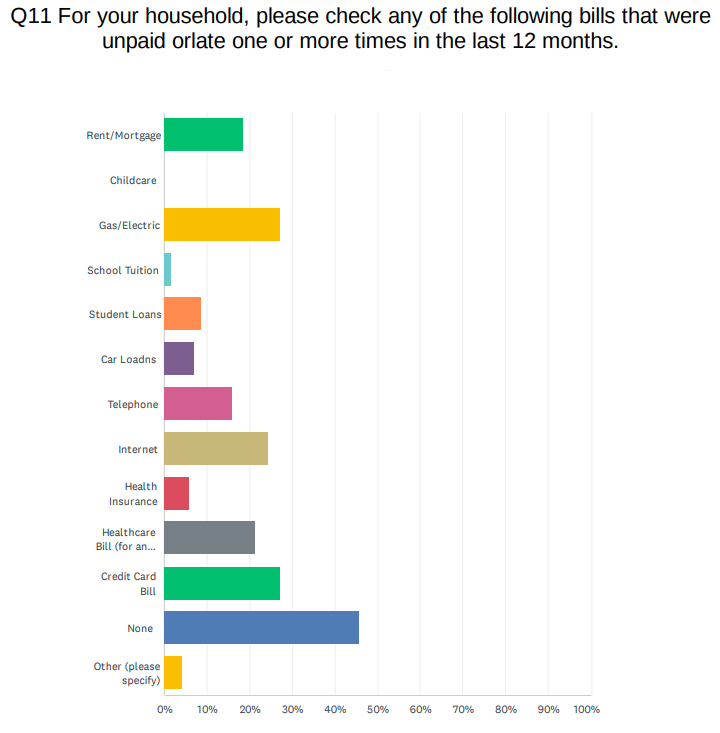 Q11 For your household, please check any of the following bills that were
unpaid orlate one or more times in the last 12 months.
Rent/Mortgage
Childcare
Gas/Electric
School Tuition
Student Loans
Car Loadns
Telephone
Internet
Health
Insurance
Healthcare
Bill (for an...
Credit Card
Bill
None
Other (please
specify)
0% 10% 20% 30% 40% 50% 60% 70% 80% 90% 100%